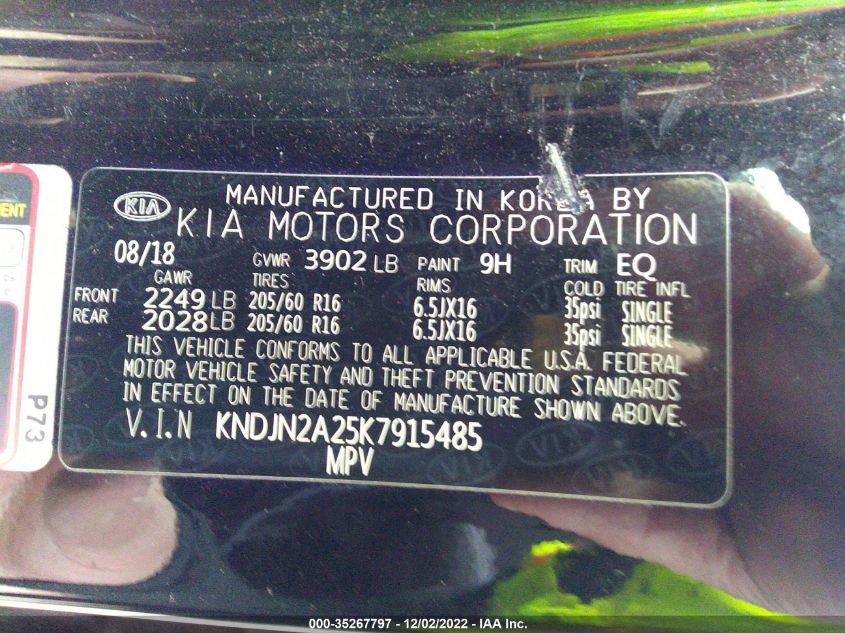 MANUFACTURED IN KOREA BY
KIA KIA MOTORS CORPORATION
08/18 GVWR 3902 LB PAINT 9H TRIM EQ
GAWR TIRES RIMS COLD TIRE INFL
FRONT 2249 LB 205/60 R16 6.5JX16 35psi SINGLE
REAR 2028 LB 205/60 R16 6.5JX16 35psi SINGLE
THIS VEHICLE CONFORMS TO ALL APPLICABLE U.S.A. FEDERAL
MOTOR VEHICLE SAFETY AND THEFT PREVENTION STANDARDS
IN EFFECT ON THE DATE OF MANUFACTURE SHOWN ABOVE.
V.I.N KNDJN2A25K7915485
MPV
P73
000-35267797 - 12/02/2022 - IAA Inc.